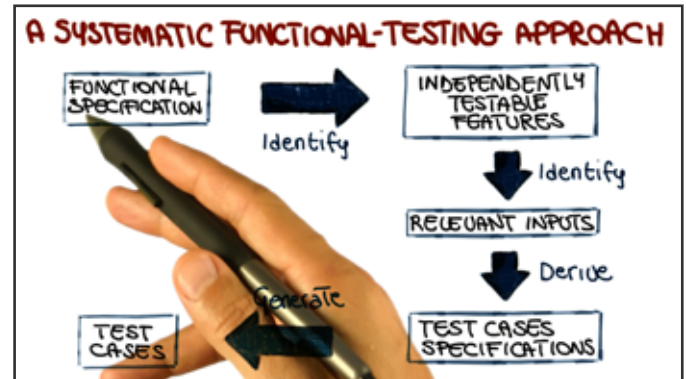 A SYSTEMATIC FUNCTIONAL-TESTING APPROACH
FUNCTIONAL
SPECIFICATION
Identify
INDEPENDENTLY
TESTABLE
FEATURES
Identify
RELEVANT INPUTS
Derive
TEST CASES
SPECIFICATIONS
Generate
TEST
CASES